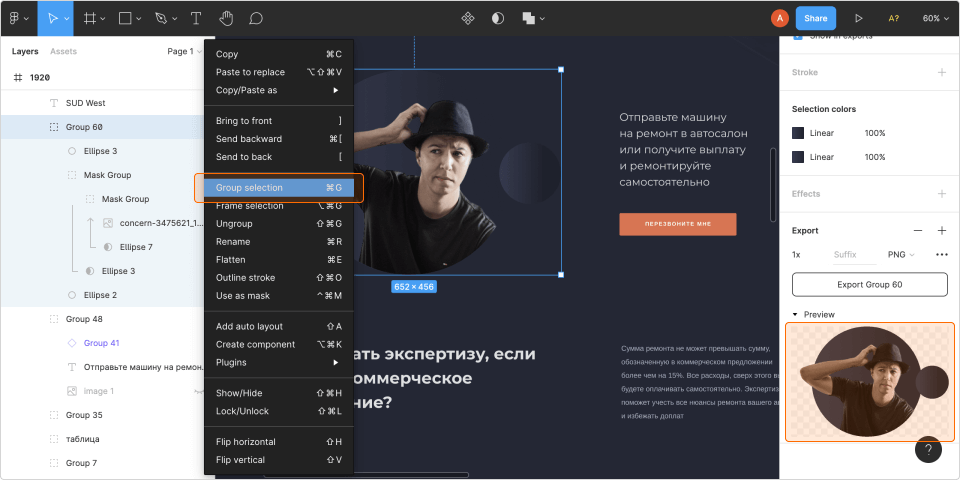 A
Share
A?
60%
Layers
Assets
Page 1
1920
SUD West
Group 60
Ellipse 3
Mask Group
Mask Group
concern-3475621_1...
Ellipse 7
Ellipse 3
Ellipse 2
Group 48
Group 41
Отправьте машину на ремон.
image 1
Group 35
таблица
Group 7
Copy ⌘C
Paste to replace ⌥⇧⌘V
Copy/Paste as
Bring to front ]
Send backward ⌘[
Send to back [
Group selection ⌘G
Frame selection ⌥⌘G
Ungroup ⇧⌘G
Rename ⌘R
Flatten ⌘E
Outline stroke ⇧⌘O
Use as mask ^⌘M
Add auto layout ⇧A
Create component ⌥⌘K
Plugins
Show/Hide ⇧⌘H
Lock/Unlock ⇧⌘L
Flip horizontal ⇧H
Flip vertical ⇧V
652 × 456
ать экспертизу, если
оммерческое
ние?
Отправьте машину
на ремонт в автосалон
или получите выплату
и ремонтируйте
самостоятельно
ПЕРЕЗВОНИТЕ МНЕ
Сумма ремонта не может превышать сумму,
обозначенную в коммерческом предложении
более чем на 15%. Все расходы, сверх этого вы
будете оплачивать самостоятельно. Экспертиз
поможет учесть все нюансы ремонта вашего ав
и избежать доплат
Show in exports
Stroke
Selection colors
Linear 100%
Linear 100%
Effects
Export
1x Suffix PNG
Export Group 60
Preview
?